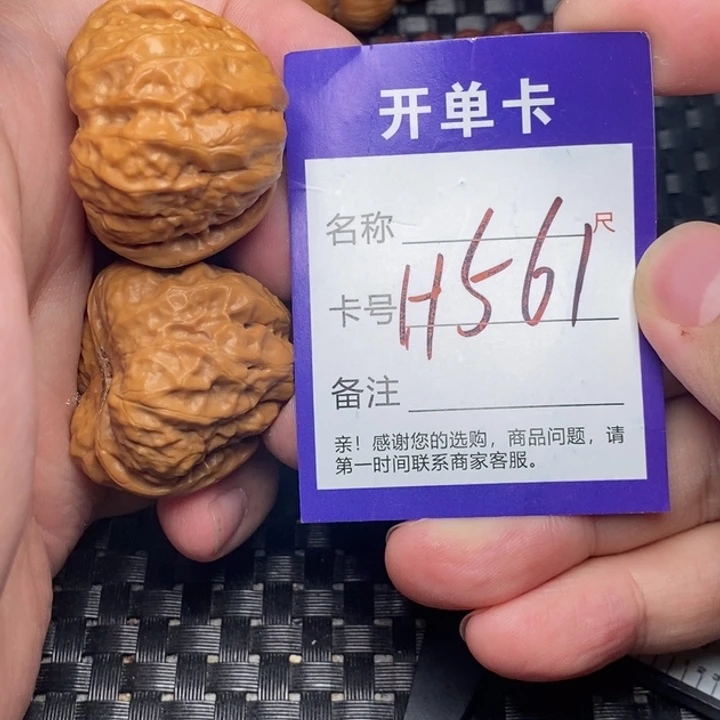 开单卡
名称
尺
卡号 H561
备注
亲！感谢您的选购，商品问题，请
第一时间联系商家客服。